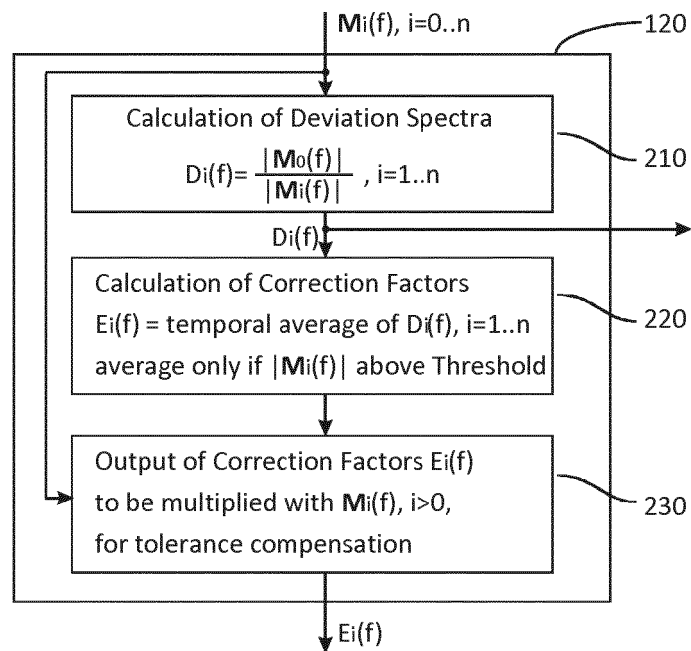 Mi(f), i=0..n
120
Calculation of Deviation Spectra
Di(f)= |M0(f)| / |Mi(f)| , i=1..n
210
Di(f)
Calculation of Correction Factors
Ei(f) = temporal average of Di(f), i=1..n
average only if |Mi(f)| above Threshold
220
Output of Correction Factors Ei(f)
to be multiplied with Mi(f), i>0,
for tolerance compensation
230
Ei(f)